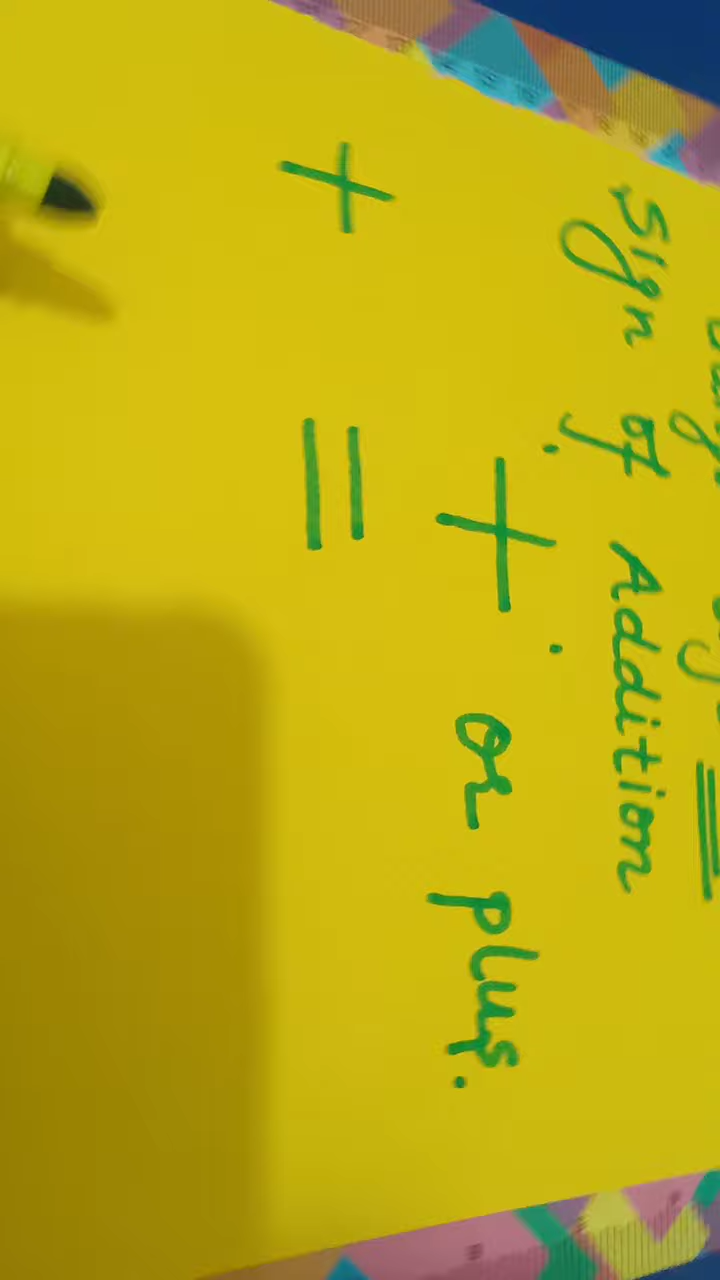 Sign of Addition
"+" or plus.
+ =